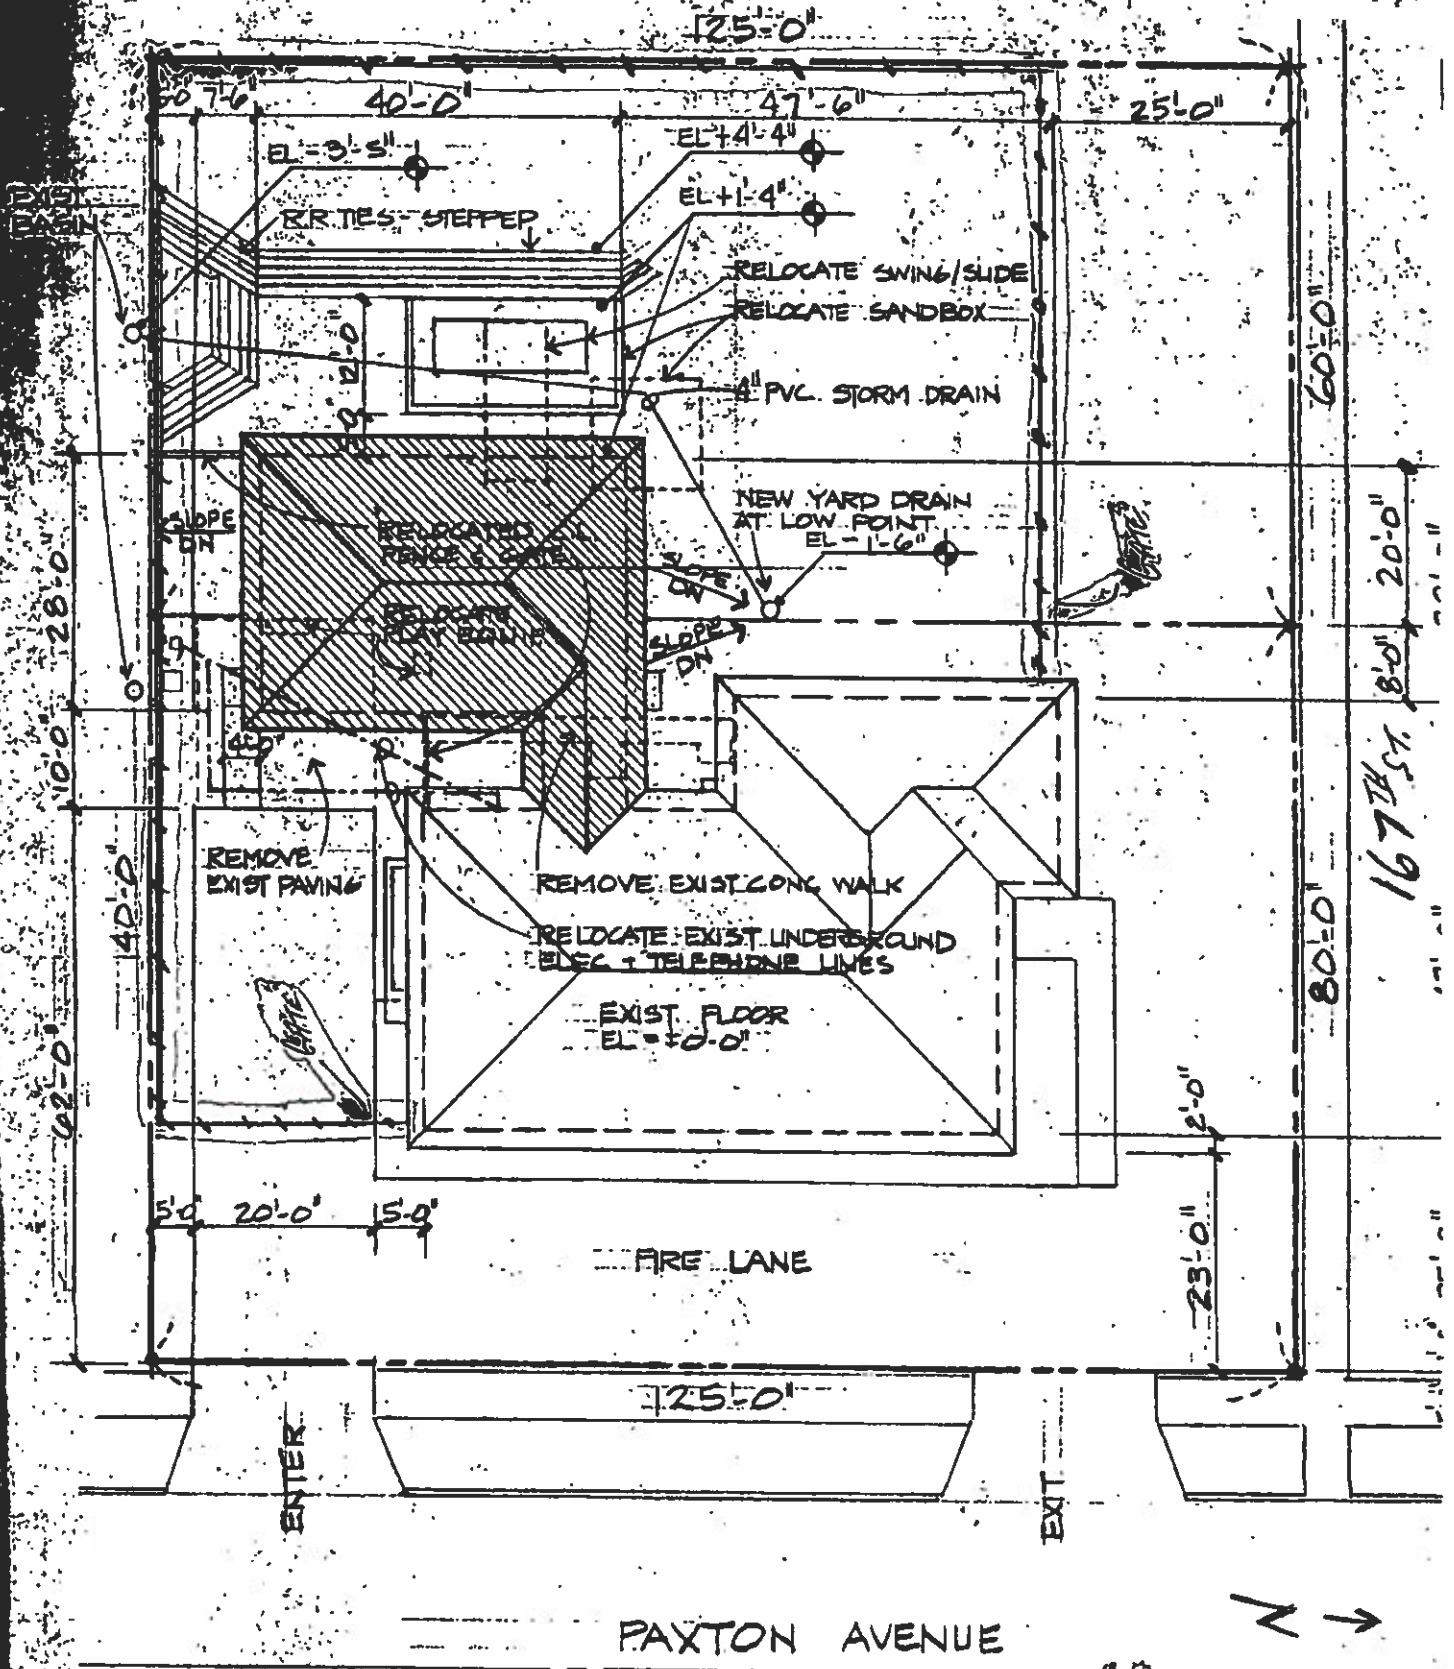 125'-0"
7'-6"
40'-0"
47'-6"
25'-0"
EL - 3'-5"
EL +4'-4"
EL +1'-4"
EXIST
BASIN
R.R. TIES - STEPPED
RELOCATE SWING/SLIDE
RELOCATE SANDBOX
4" PVC. STORM DRAIN
12'-0"
60'-0"
SLOPE
DN
RELOCATED C.L.
FENCE & GATE
NEW YARD DRAIN
AT LOW POINT
EL - 1'-6"
GATE
20'-0"
28'-0"
SLOPE
DN
RELOCATE
PLAY EQUIP
SLOPE
DN
8'-0"
10'-0"
4'-0"
167TH ST.
REMOVE
EXIST PAVING
REMOVE EXIST CONC WALK
140'-0"
80'-0"
RELOCATE EXIST UNDERGROUND
ELEC + TELEPHONE LINES
GATE
EXIST FLOOR
EL = ±0'-0"
62'-0"
2'-0"
5'-0"
20'-0"
5'-0"
23'-0"
FIRE LANE
125'-0"
ENTER
EXIT
N
PAXTON AVENUE